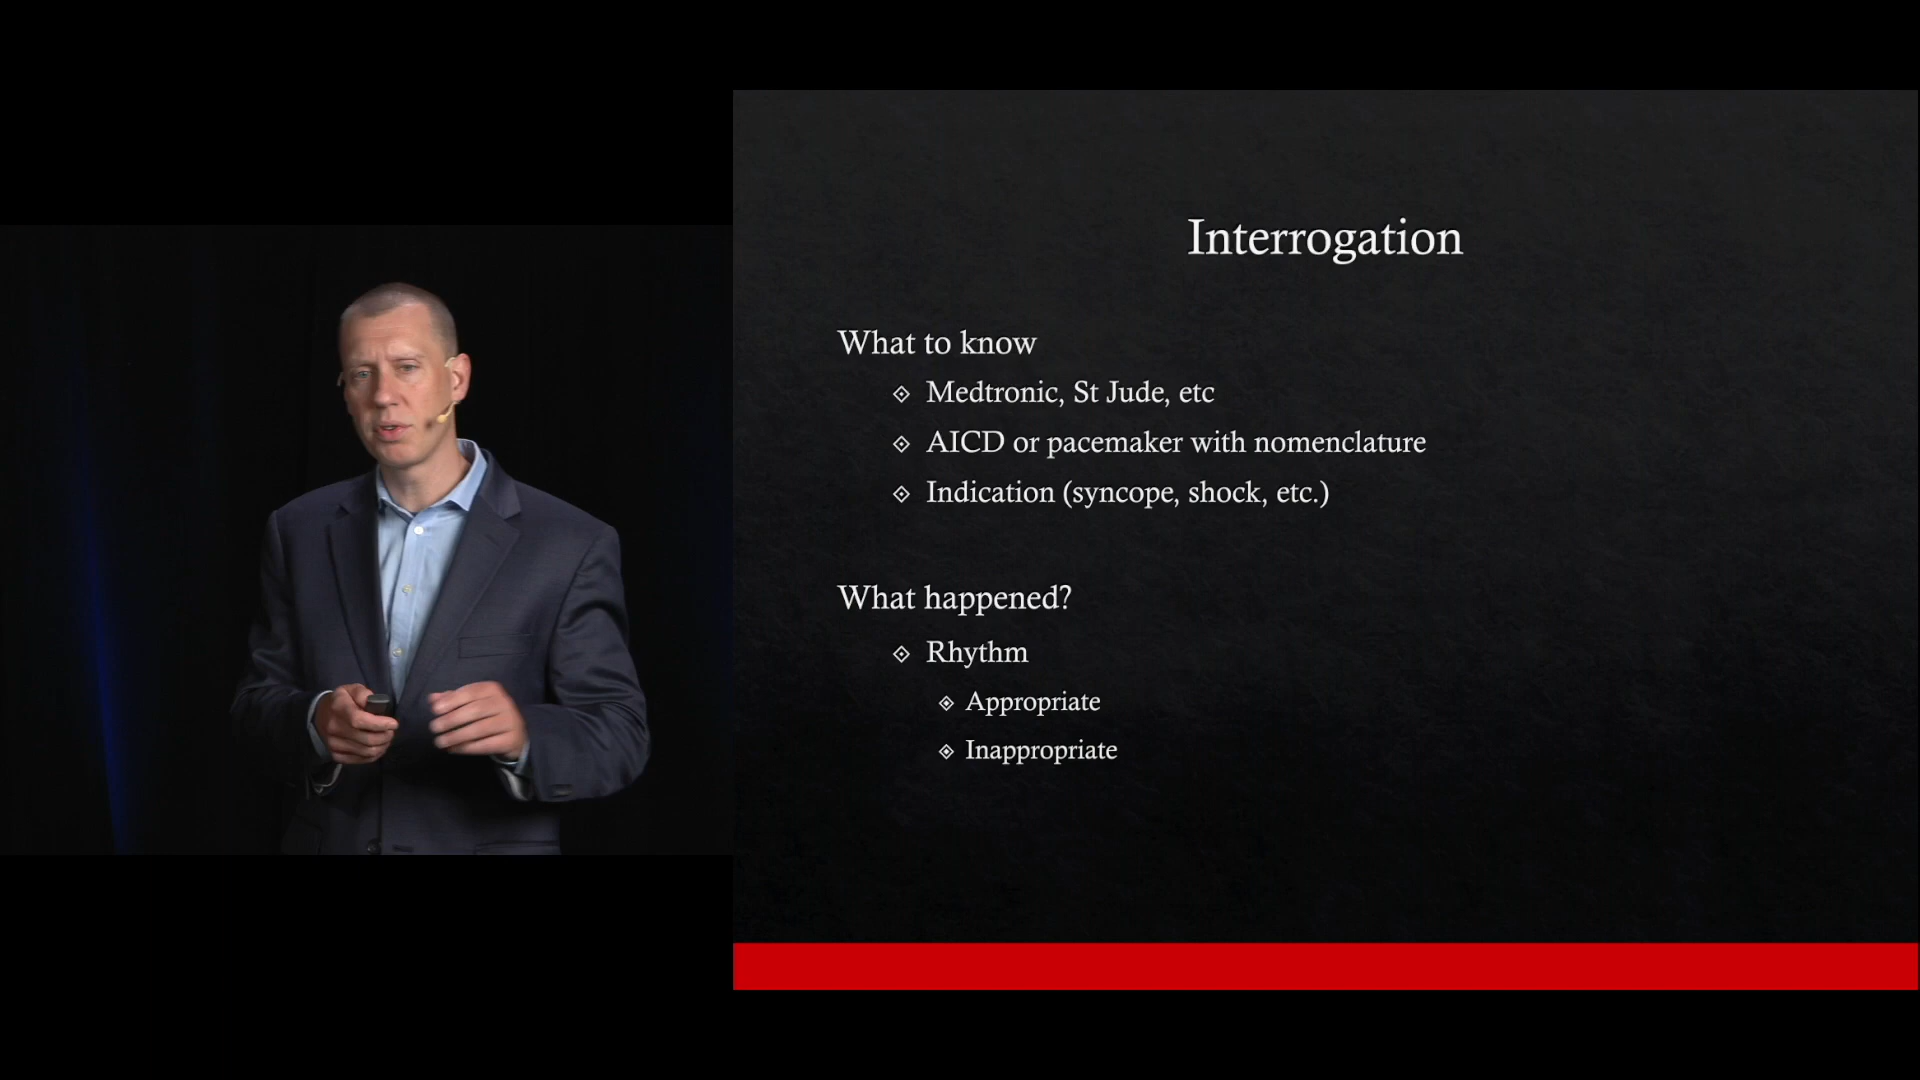 Interrogation
What to know
Medtronic, St Jude, etc
AICD or pacemaker with nomenclature
Indication (syncope, shock, etc.)
What happened?
Rhythm
Appropriate
Inappropriate